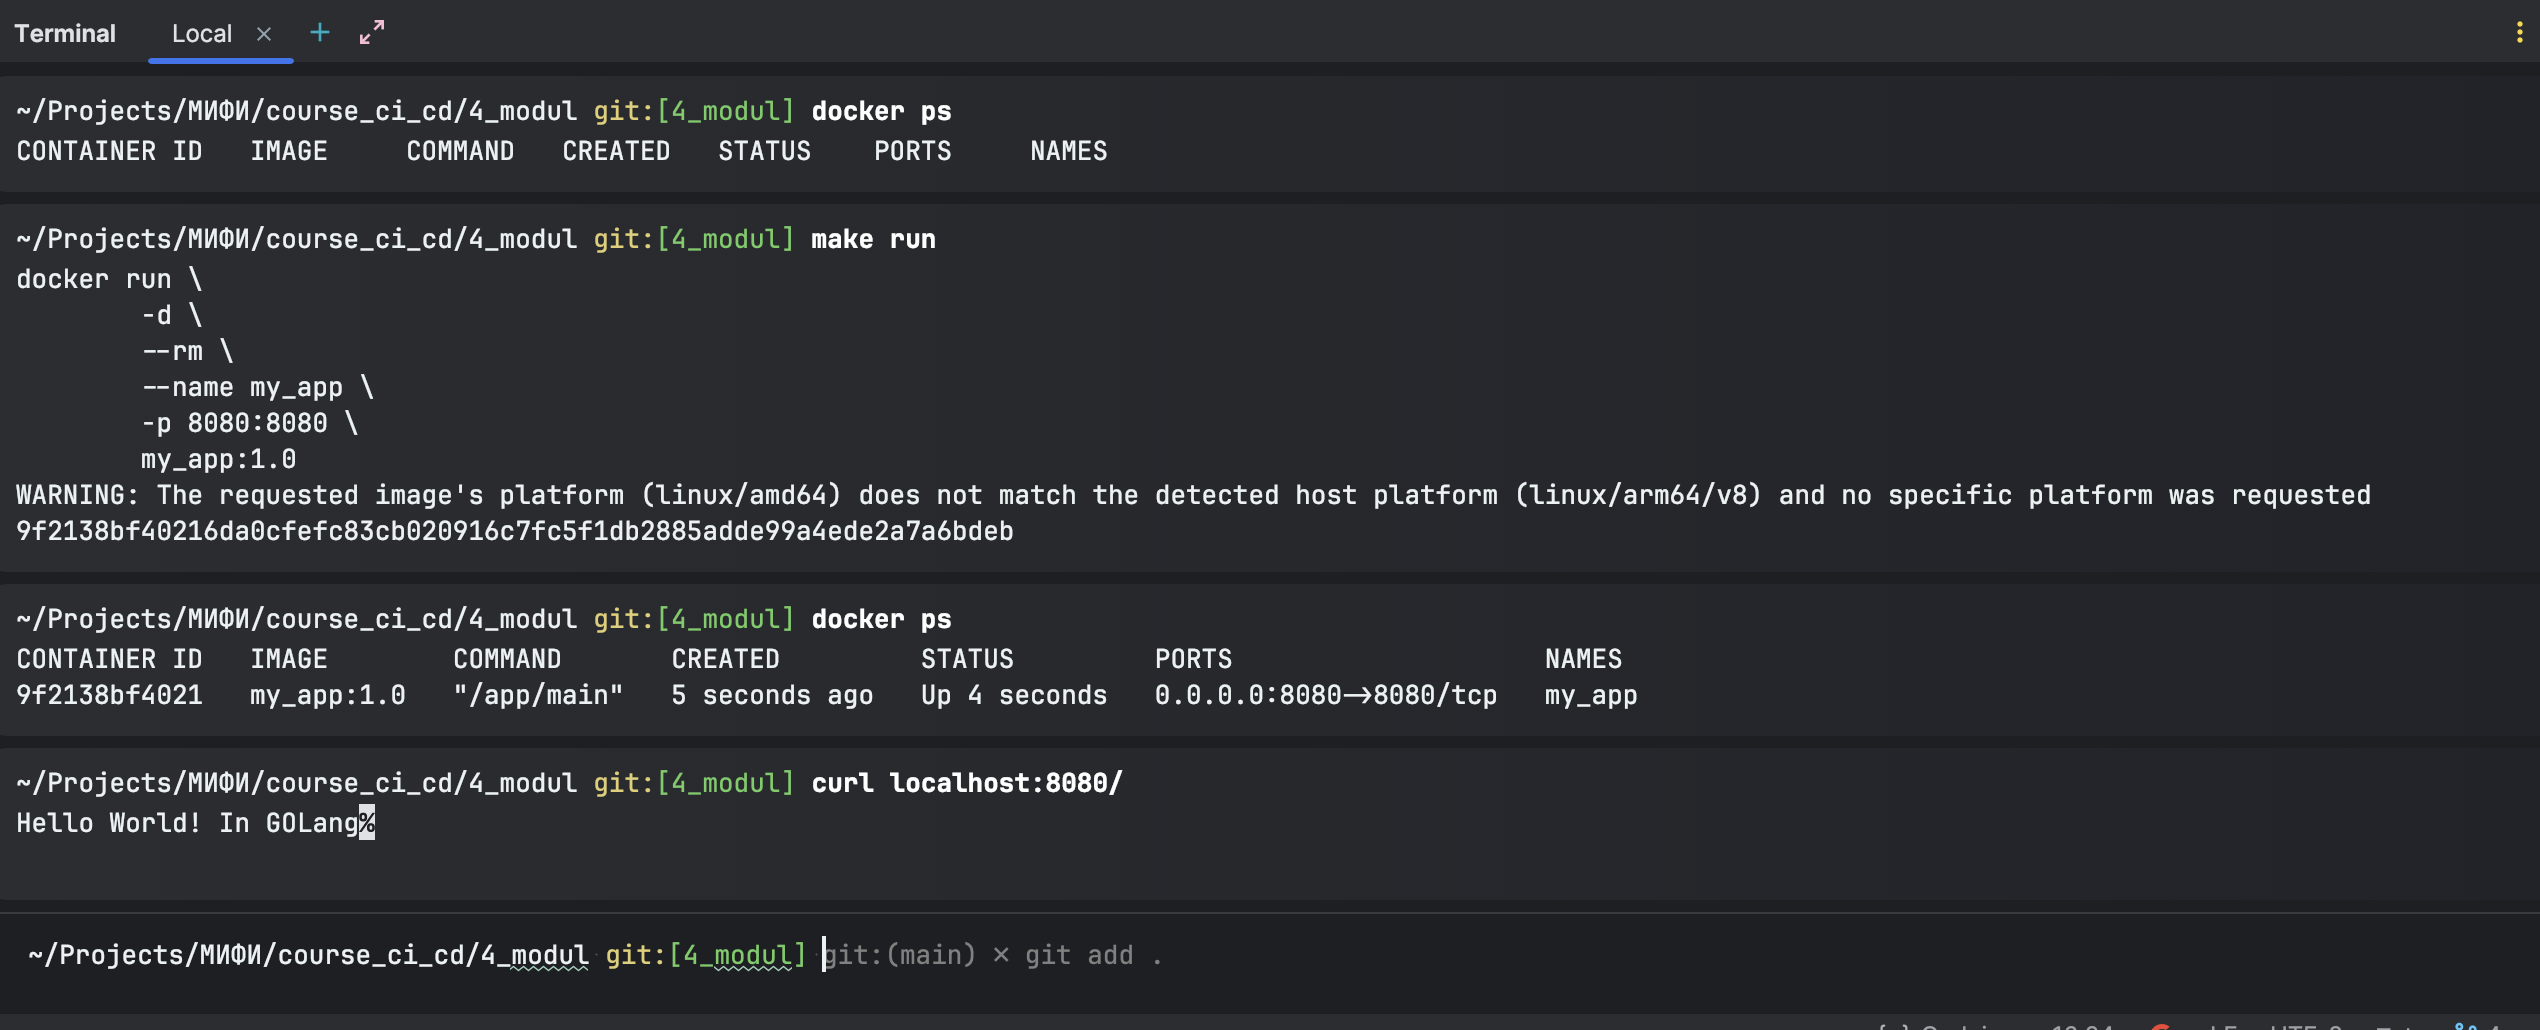 Terminal Local
~/Projects/МИФИ/course_ci_cd/4_modul git:[4_modul] docker ps
CONTAINER ID   IMAGE     COMMAND   CREATED   STATUS    PORTS     NAMES
~/Projects/МИФИ/course_ci_cd/4_modul git:[4_modul] make run
docker run \
        -d \
        --rm \
        --name my_app \
        -p 8080:8080 \
        my_app:1.0
WARNING: The requested image's platform (linux/amd64) does not match the detected host platform (linux/arm64/v8) and no specific platform was requested
9f2138bf40216da0cfefc83cb020916c7fc5f1db2885adde99a4ede2a7a6bdeb
~/Projects/МИФИ/course_ci_cd/4_modul git:[4_modul] docker ps
CONTAINER ID   IMAGE        COMMAND       CREATED         STATUS         PORTS                    NAMES
9f2138bf4021   my_app:1.0   "/app/main"   5 seconds ago   Up 4 seconds   0.0.0.0:8080->8080/tcp   my_app
~/Projects/МИФИ/course_ci_cd/4_modul git:[4_modul] curl localhost:8080/
Hello World! In GOLang%
~/Projects/МИФИ/course_ci_cd/4_modul git:[4_modul] git:(main) × git add .